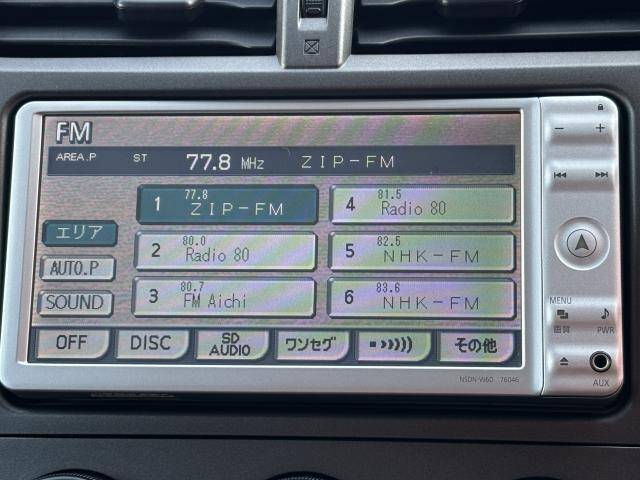 FM
AREA.P ST 77.8 MHz ZIP-FM
1 77.8 ZIP-FM
4 81.5 Radio 80
エリア
2 80.0 Radio 80
5 82.5 NHK-FM
AUTO.P
3 80.7 FM Aichi
6 83.6 NHK-FM
SOUND
OFF
DISC
SD AUDIO
ワンセグ
その他
NSDN-W60 76046
MENU
画質
PWR
AUX